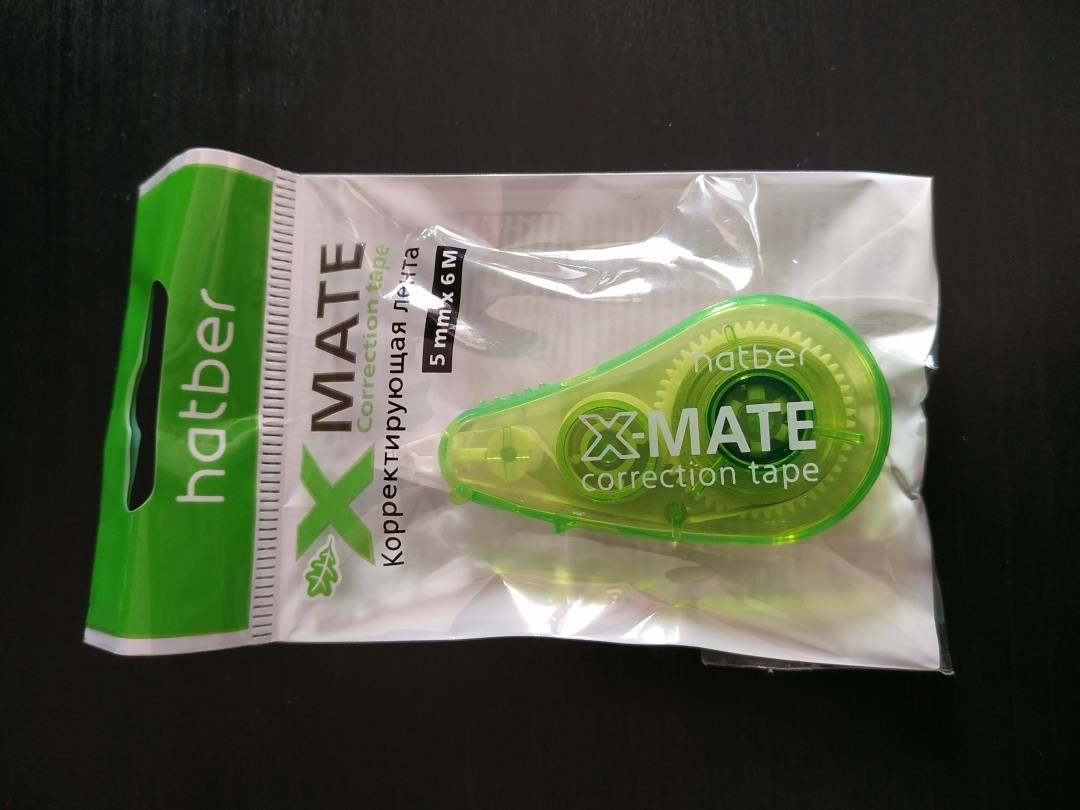 hatber
X MATE
Correction tape
Корректирующая лента
5 mm x 6 M
hatber
X-MATE
correction tape